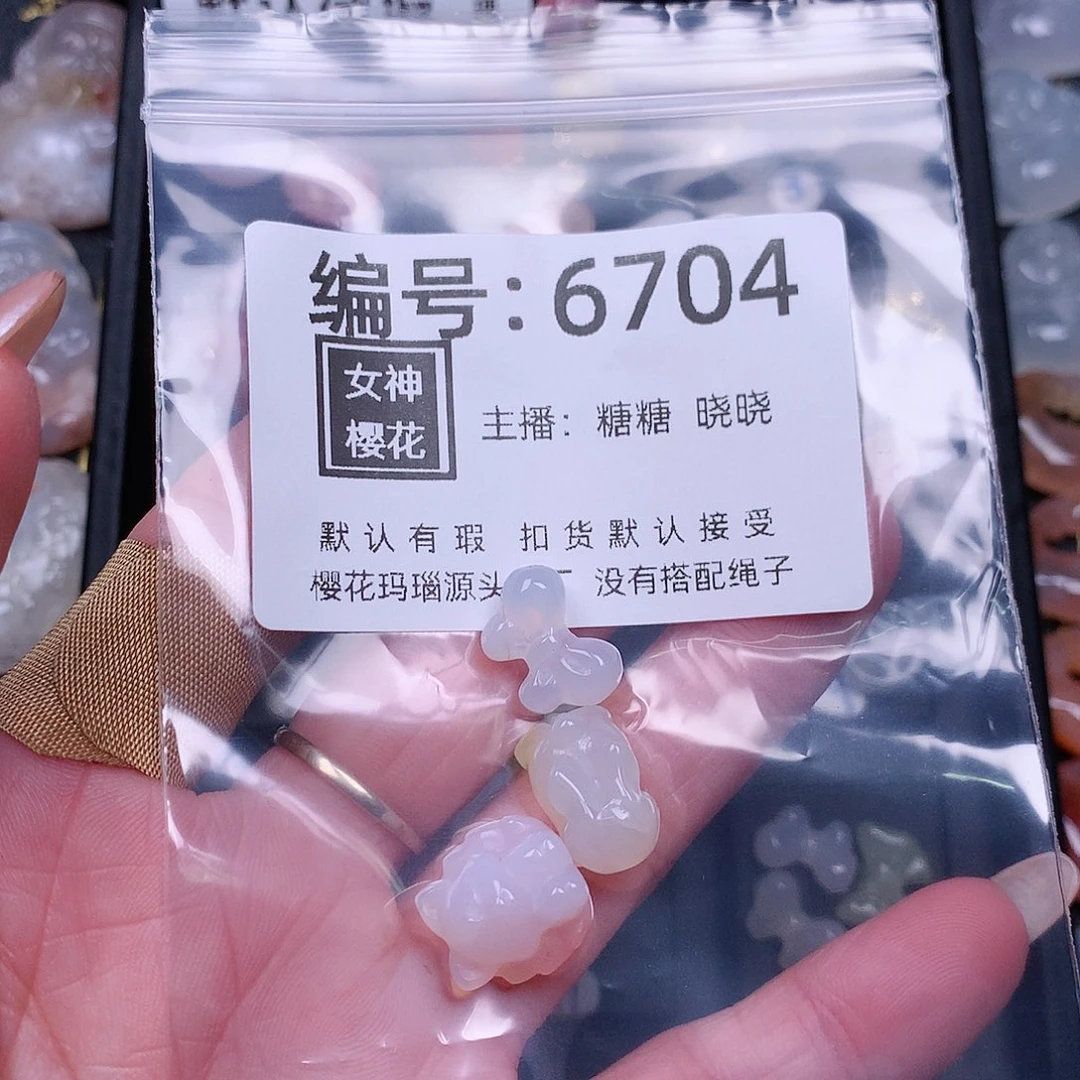 编号:6704
女神
樱花
主播: 糖糖 晓晓
默认有瑕 扣货默认接受
樱花玛瑙源头 没有搭配绳子